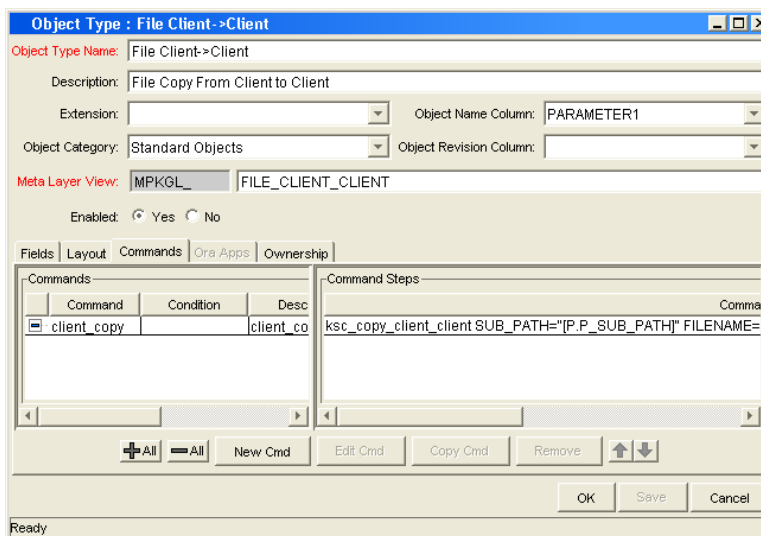 Object Type : File Client->Client
Object Type Name: File Client->Client
Description: File Copy From Client to Client
Extension: Object Name Column: PARAMETER1
Object Category: Standard Objects Object Revision Column:
Meta Layer View: MPKGL_ FILE_CLIENT_CLIENT
Enabled: Yes No
Fields Layout Commands Ora Apps Ownership
Commands Command Steps
Command Condition Desc Comma
client_copy client_co ksc_copy_client_client SUB_PATH="[P.P_SUB_PATH]" FILENAME=
All All New Cmd Edit Cmd Copy Cmd Remove
OK Save Cancel
Ready